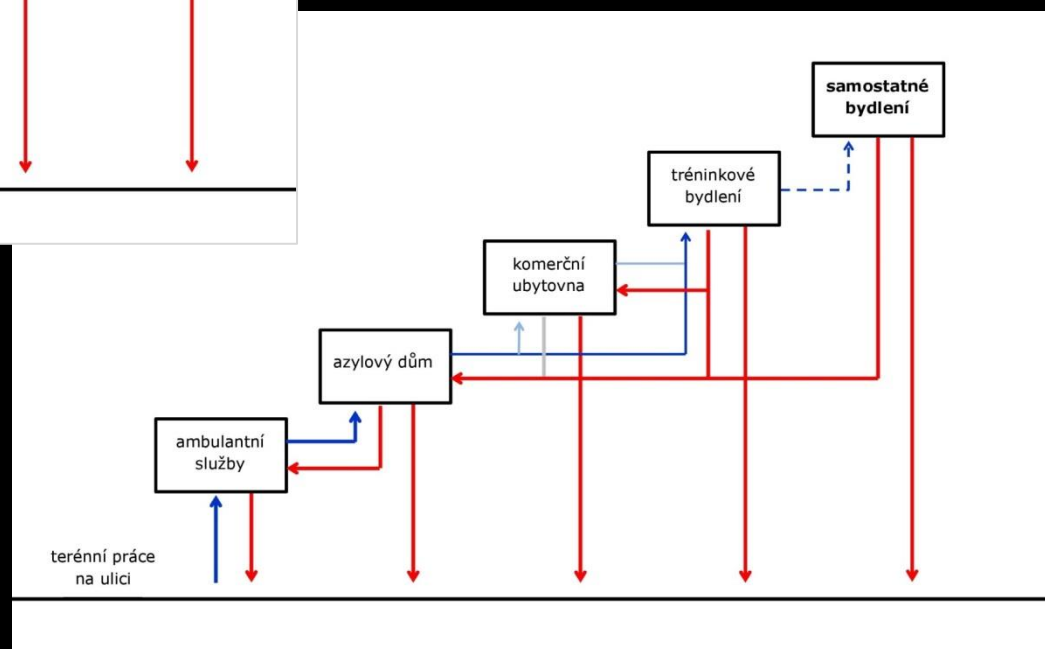 samostatné
bydlení
tréninkové
bydlení
komerční
ubytovna
azylový dům
ambulantní
služby
terénní práce
na ulici